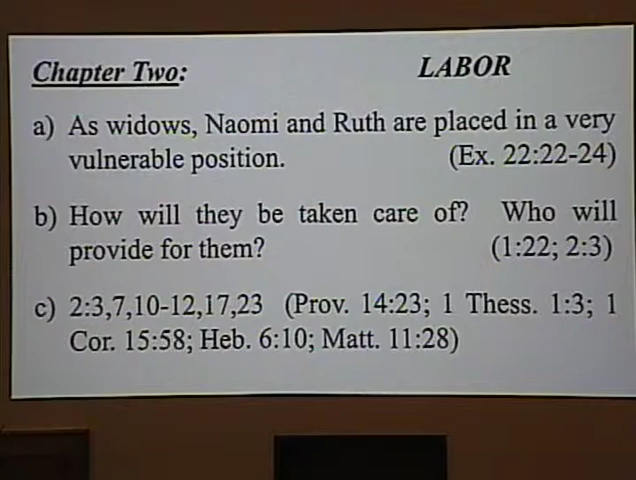 Chapter Two: LABOR
a) As widows, Naomi and Ruth are placed in a very
vulnerable position. (Ex. 22:22-24)
b) How will they be taken care of? Who will
provide for them? (1:22; 2:3)
c) 2:3,7,10-12,17,23 (Prov. 14:23; 1 Thess. 1:3; 1
Cor. 15:58; Heb. 6:10; Matt. 11:28)